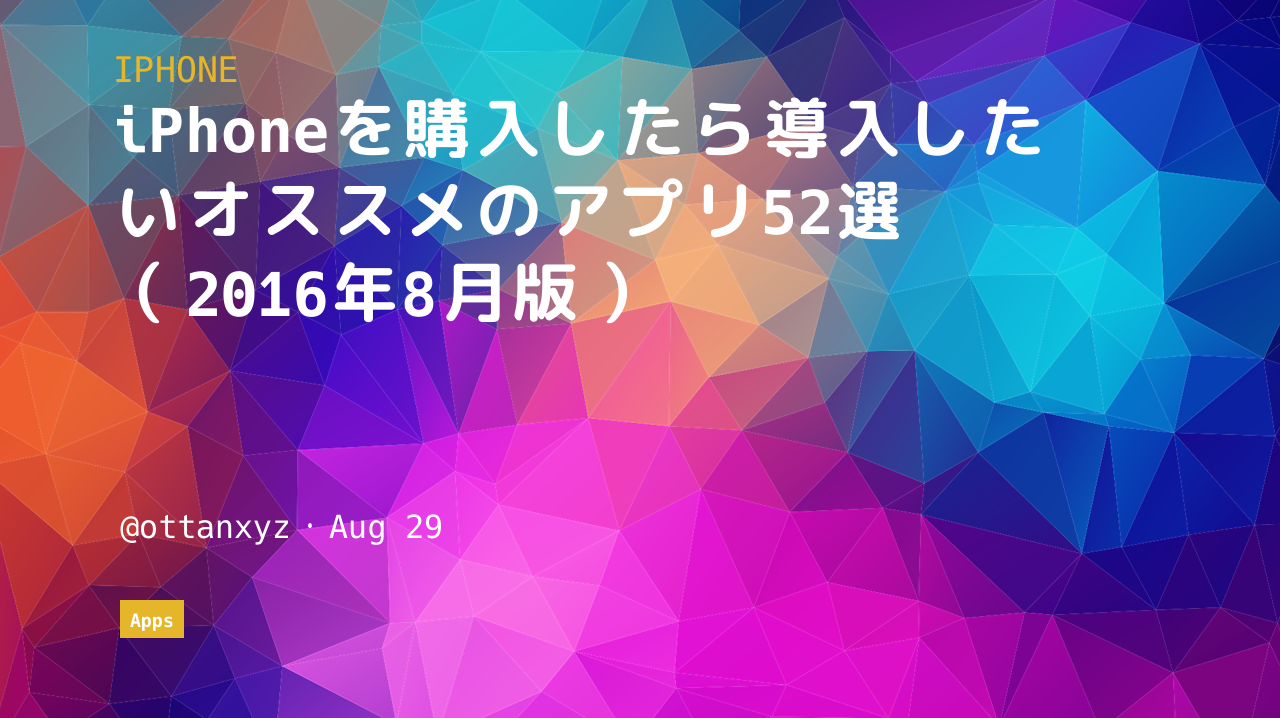 IPHONE
iPhoneを購入したら導入した
いオススメのアプリ52選
（2016年8月版）
@ottanxyz・Aug 29
Apps